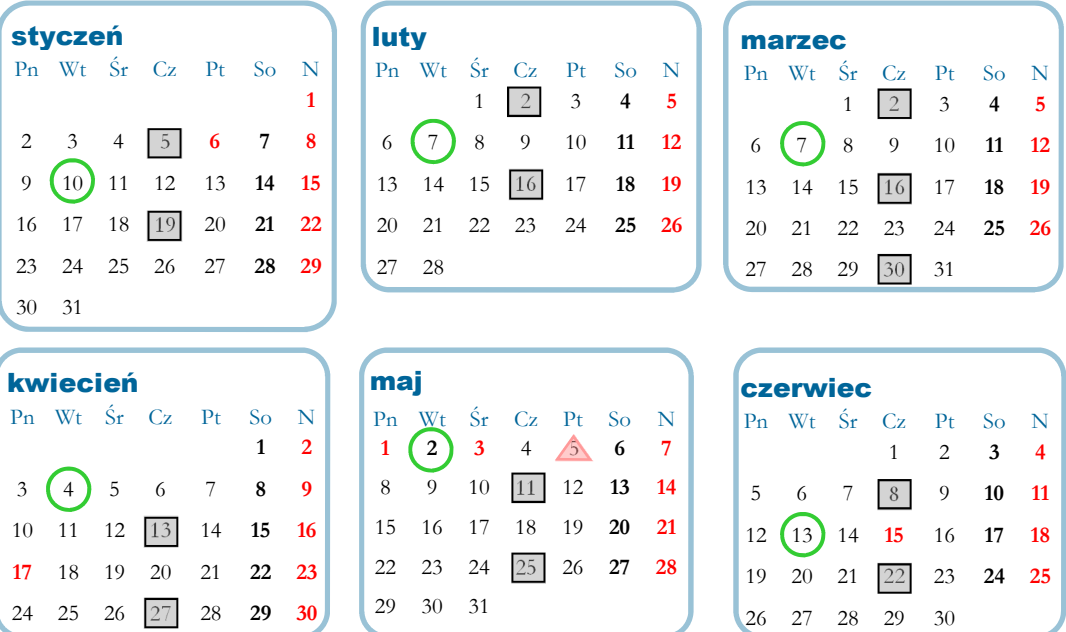 styczeń
Pn Wt Śr Cz Pt So N
1
2 3 4 5 6 7 8
9 10 11 12 13 14 15
16 17 18 19 20 21 22
23 24 25 26 27 28 29
30 31
luty
Pn Wt Śr Cz Pt So N
1 2 3 4 5
6 7 8 9 10 11 12
13 14 15 16 17 18 19
20 21 22 23 24 25 26
27 28
marzec
Pn Wt Śr Cz Pt So N
1 2 3 4 5
6 7 8 9 10 11 12
13 14 15 16 17 18 19
20 21 22 23 24 25 26
27 28 29 30 31
kwiecień
Pn Wt Śr Cz Pt So N
1 2
3 4 5 6 7 8 9
10 11 12 13 14 15 16
17 18 19 20 21 22 23
24 25 26 27 28 29 30
maj
Pn Wt Śr Cz Pt So N
1 2 3 4 5 6 7
8 9 10 11 12 13 14
15 16 17 18 19 20 21
22 23 24 25 26 27 28
29 30 31
czerwiec
Pn Wt Śr Cz Pt So N
1 2 3 4
5 6 7 8 9 10 11
12 13 14 15 16 17 18
19 20 21 22 23 24 25
26 27 28 29 30